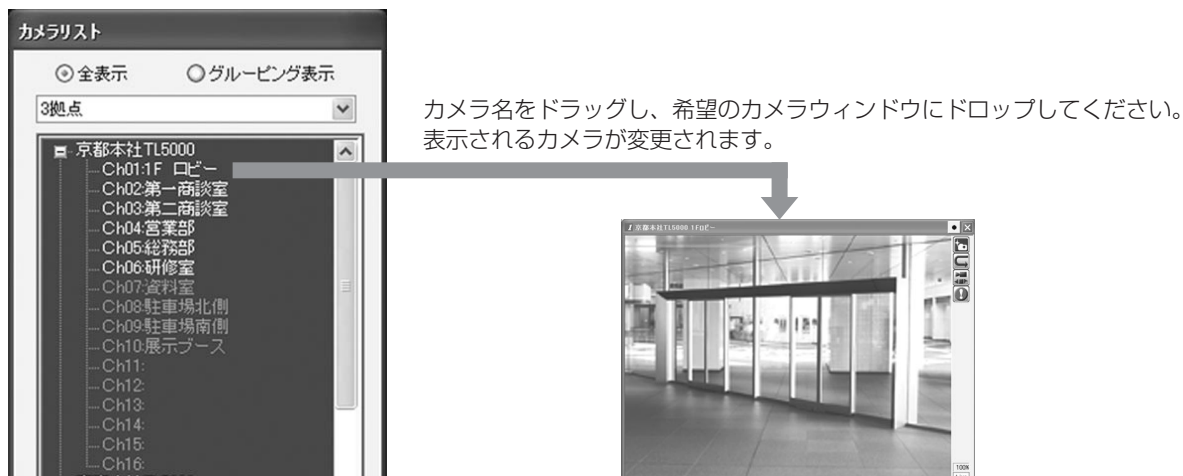 カメラリスト
全表示 グルーピング表示
3拠点
京都本社TL5000
Ch01:1F ロビー
Ch02:第一商談室
Ch03:第二商談室
Ch04:営業部
Ch05:総務部
Ch06:研修室
Ch07:資料室
Ch08:駐車場北側
Ch09:駐車場南側
Ch10:展示ブース
Ch11:
Ch12:
Ch13:
Ch14:
Ch15:
Ch16:
カメラ名をドラッグし、希望のカメラウィンドウにドロップしてください。
表示されるカメラが変更されます。
1 京都本社TL5000 1Fロビー
100%